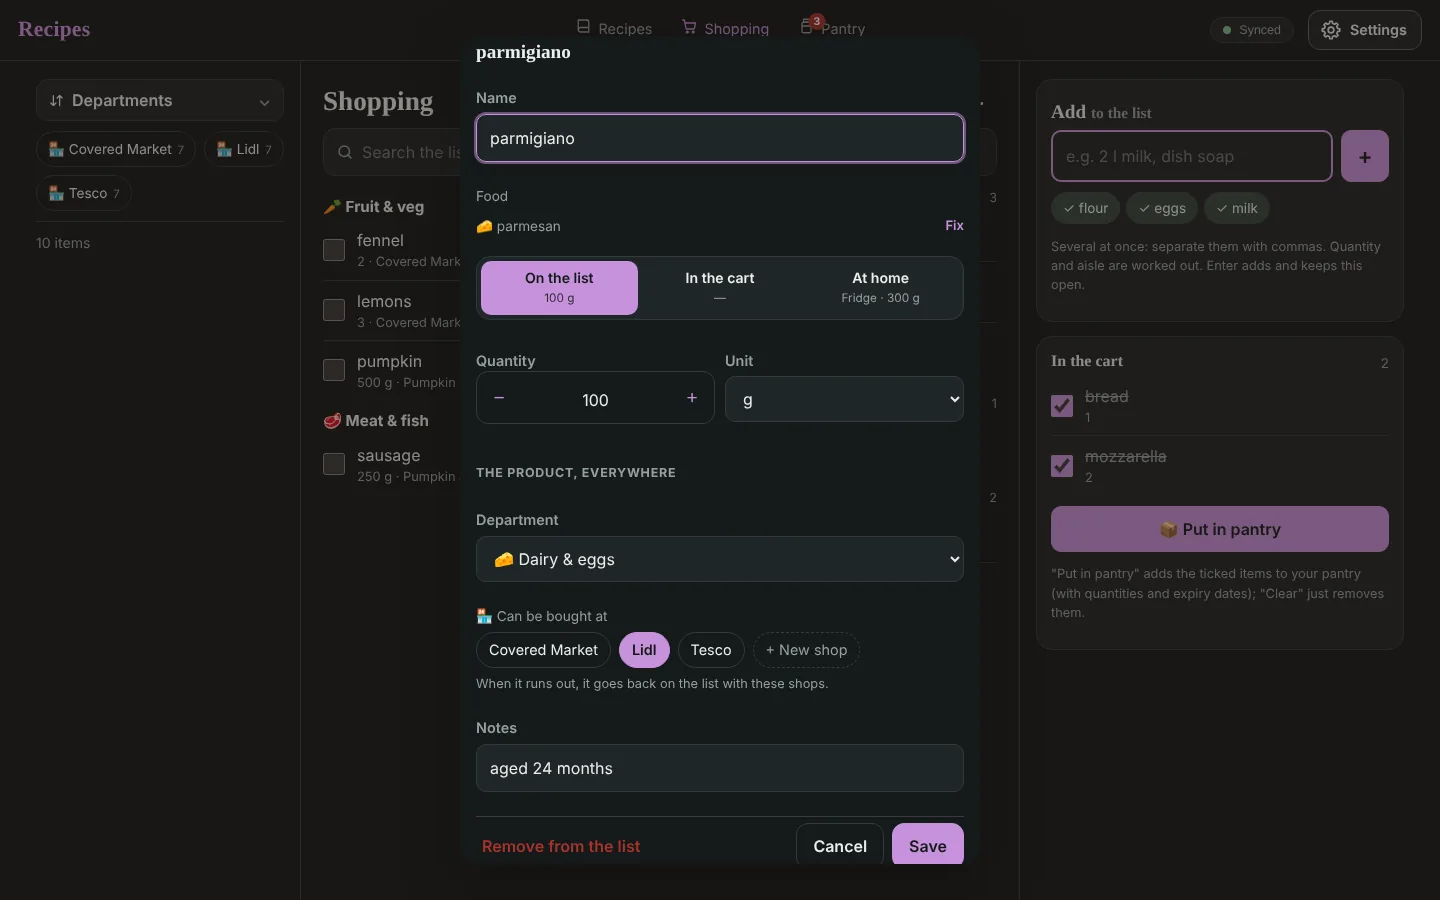 Recipes
Recipes
Shopping
3
Pantry
Synced
Settings
Departments
Covered Market 7
Lidl 7
Tesco 7
10 items
Shopping
Search the lis
Fruit & veg
3
fennel
2 · Covered Mark
lemons
3 · Covered Mark
pumpkin
500 g · Pumpkin
1
Meat & fish
sausage
250 g · Pumpkin
2
parmigiano
Name
parmigiano
Food
parmesan
Fix
On the list
100 g
In the cart
—
At home
Fridge · 300 g
Quantity
Unit
− 100 +
g
THE PRODUCT, EVERYWHERE
Department
Dairy & eggs
Can be bought at
Covered Market
Lidl
Tesco
+ New shop
When it runs out, it goes back on the list with these shops.
Notes
aged 24 months
Remove from the list
Cancel
Save
Add to the list
e.g. 2 l milk, dish soap
+
✓ flour
✓ eggs
✓ milk
Several at once: separate them with commas. Quantity
and aisle are worked out. Enter adds and keeps this
open.
In the cart
2
bread
1
mozzarella
2
Put in pantry
"Put in pantry" adds the ticked items to your pantry
(with quantities and expiry dates); "Clear" just removes
them.